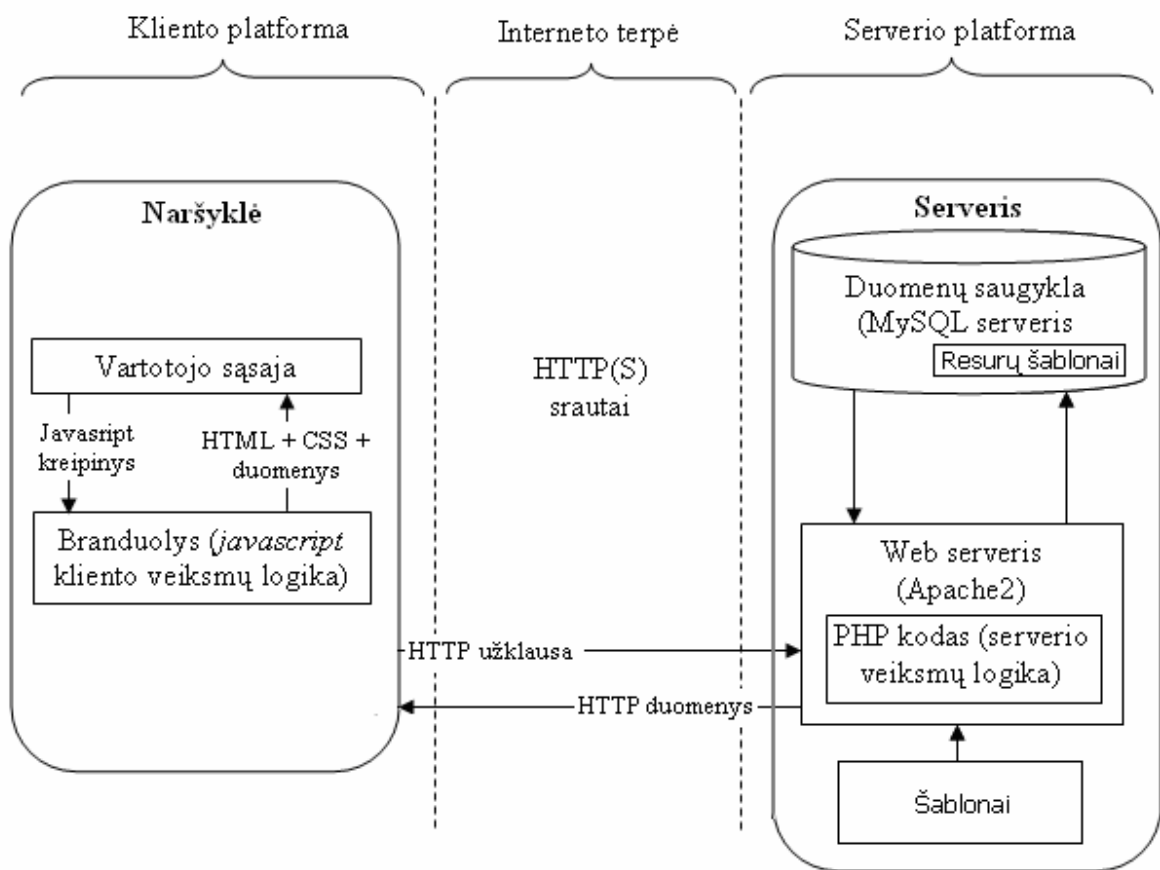 Kliento platforma
Interneto terpė
Serverio platforma
Naršyklė
Vartotojo sąsaja
Javasript
kreipinys
HTML + CSS +
duomenys
Branduolys (javascript
kliento veiksmų logika)
HTTP(S)
srautai
HTTP užklausa
HTTP duomenys
Serveris
Duomenų saugykla
(MySQL serveris
Resurų šablonai
Web serveris
(Apache2)
PHP kodas (serverio
veiksmų logika)
Šablonai